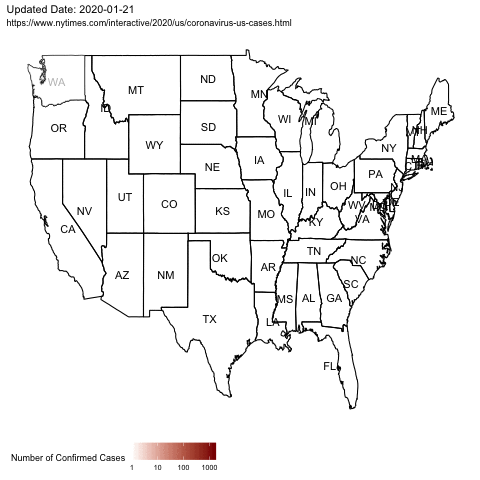 Updated Date: 2020-01-21
https://www.nytimes.com/interactive/2020/us/coronavirus-us-cases.html
WA
MT
ND
MN
ME
ID
OR
SD
WI
MI
NY
WY
IA
NE
PA
OH
IL
IN
NV
UT
CO
KS
MO
WV
VA
KY
CA
TN
NC
OK
AR
AZ
NM
SC
MS
AL
GA
TX
LA
FL
Number of Confirmed Cases
1
10
100
1000